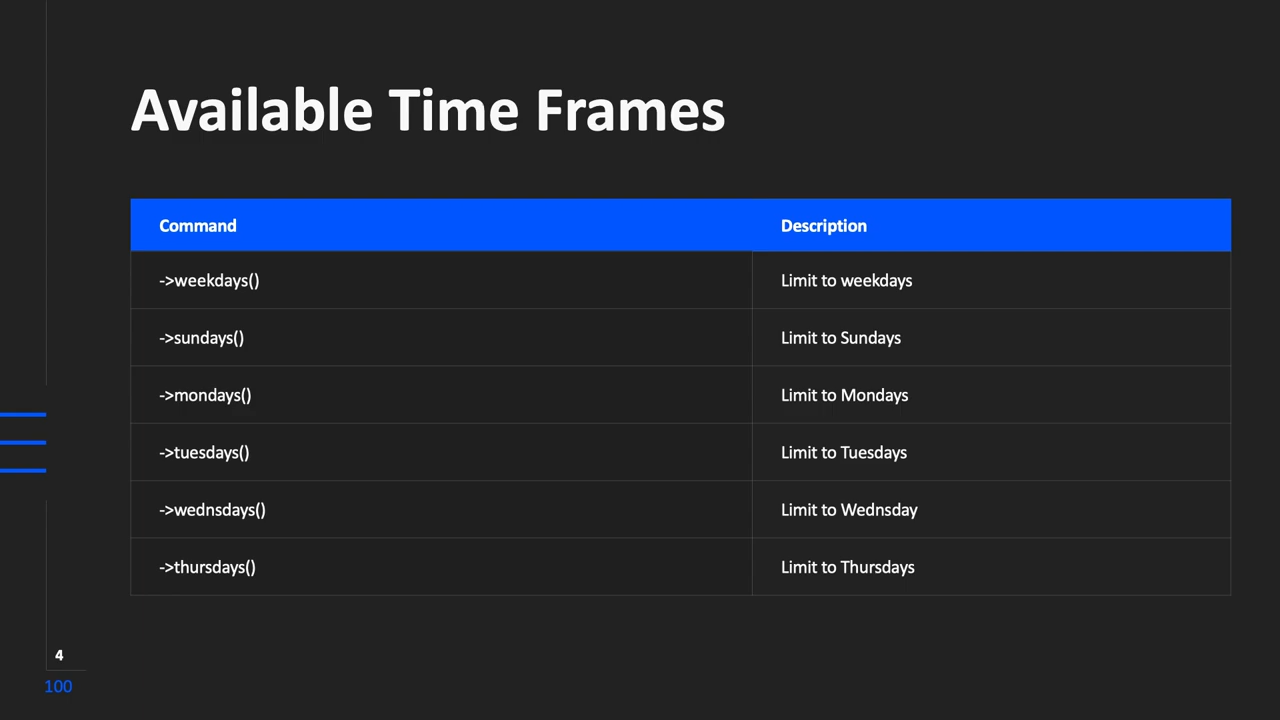 Available Time Frames
Command Description
->weekdays() Limit to weekdays
->sundays() Limit to Sundays
->mondays() Limit to Mondays
->tuesdays() Limit to Tuesdays
->wednsdays() Limit to Wednsday
->thursdays() Limit to Thursdays
4
100